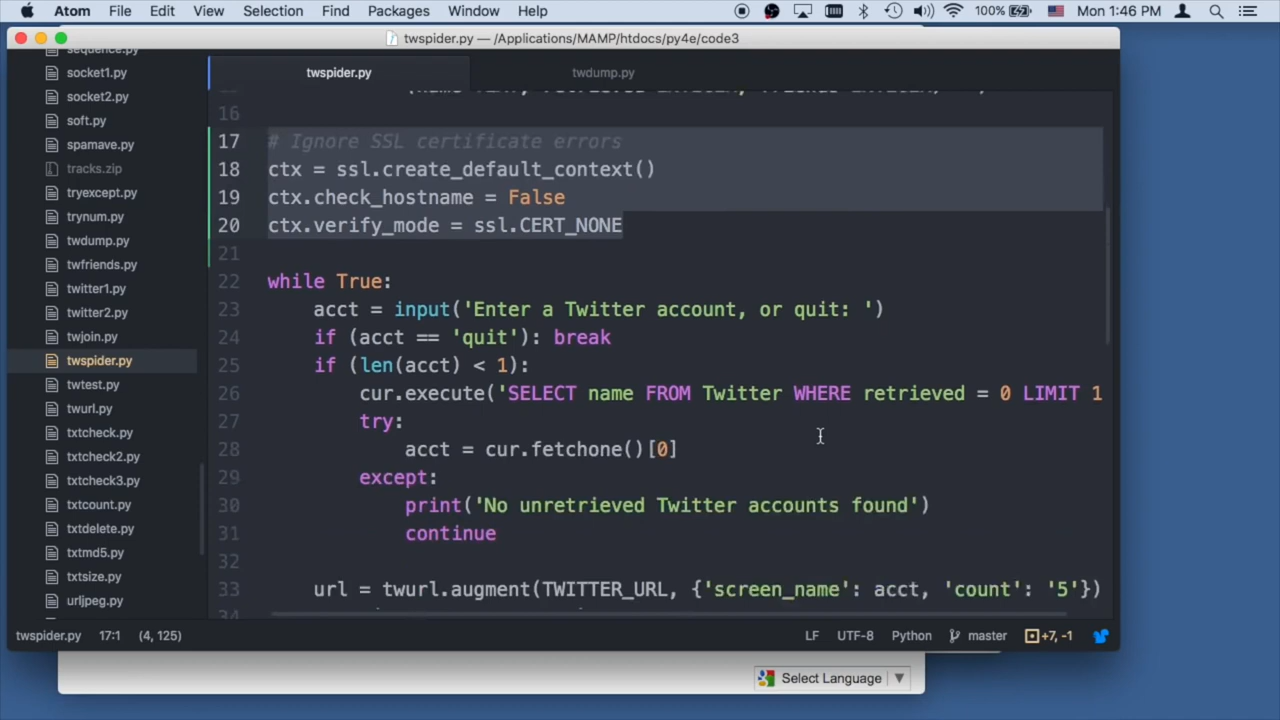 Atom File Edit View Selection Find Packages Window Help 100% Mon 1:46 PM
twspider.py — /Applications/MAMP/htdocs/py4e/code3
sequence.py
socket1.py
socket2.py
soft.py
spamave.py
tracks.zip
tryexcept.py
trynum.py
twdump.py
twfriends.py
twitter1.py
twitter2.py
twjoin.py
twspider.py
twtest.py
twurl.py
txtcheck.py
txtcheck2.py
txtcheck3.py
txtcount.py
txtdelete.py
txtmd5.py
txtsize.py
urljpeg.py
twspider.py twdump.py
16
17 # Ignore SSL certificate errors
18 ctx = ssl.create_default_context()
19 ctx.check_hostname = False
20 ctx.verify_mode = ssl.CERT_NONE
21
22 while True:
23 acct = input('Enter a Twitter account, or quit: ')
24 if (acct == 'quit'): break
25 if (len(acct) < 1):
26 cur.execute('SELECT name FROM Twitter WHERE retrieved = 0 LIMIT 1
27 try:
28 acct = cur.fetchone()[0]
29 except:
30 print('No unretrieved Twitter accounts found')
31 continue
32
33 url = twurl.augment(TWITTER_URL, {'screen_name': acct, 'count': '5'})
34
twspider.py 17:1 (4, 125) LF UTF-8 Python master +7, -1
Select Language ▼